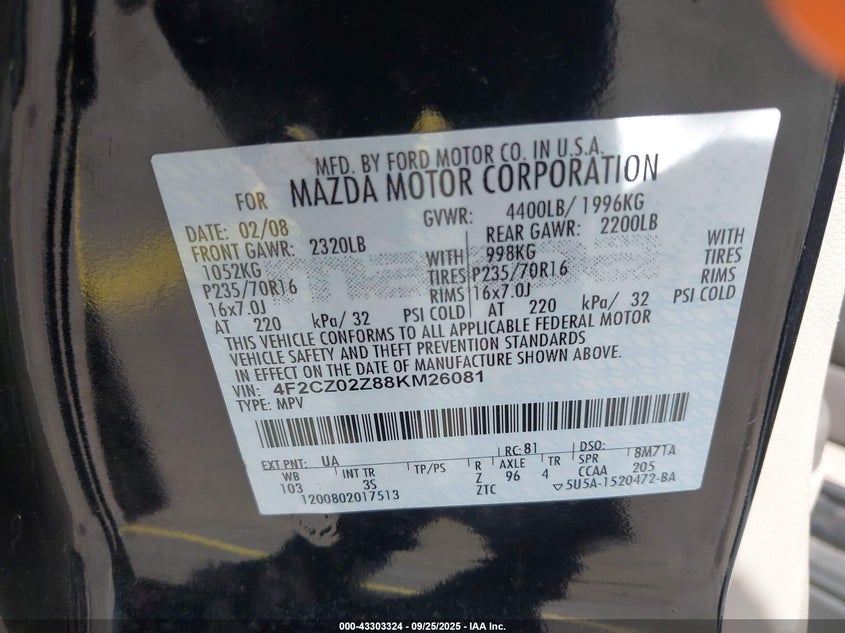 MFD. BY FORD MOTOR CO. IN U.S.A.
FOR MAZDA MOTOR CORPORATION
DATE: 02/08 GVWR: 4400LB/ 1996KG
FRONT GAWR: 2320LB REAR GAWR: 2200LB
1052KG WITH 998KG WITH
P235/70R16 TIRES P235/70R16 TIRES
16x7.0J RIMS 16x7.0J RIMS
AT 220 kPa/ 32 PSI COLD AT 220 kPa/ 32 PSI COLD
THIS VEHICLE CONFORMS TO ALL APPLICABLE FEDERAL MOTOR
VEHICLE SAFETY AND THEFT PREVENTION STANDARDS
IN EFFECT ON THE DATE OF MANUFACTURE SHOWN ABOVE.
VIN: 4F2CZ02Z88KM26081
TYPE: MPV
EXT PNT: UA RC: 81 DSO:
WB INT TR TP/PS R AXLE TR SPR 8M71A
103 3S Z 96 4 CCAA 205
1200802017513 ZTC 5U5A-1520472-BA
000-43303324 - 09/25/2025 - IAA Inc.